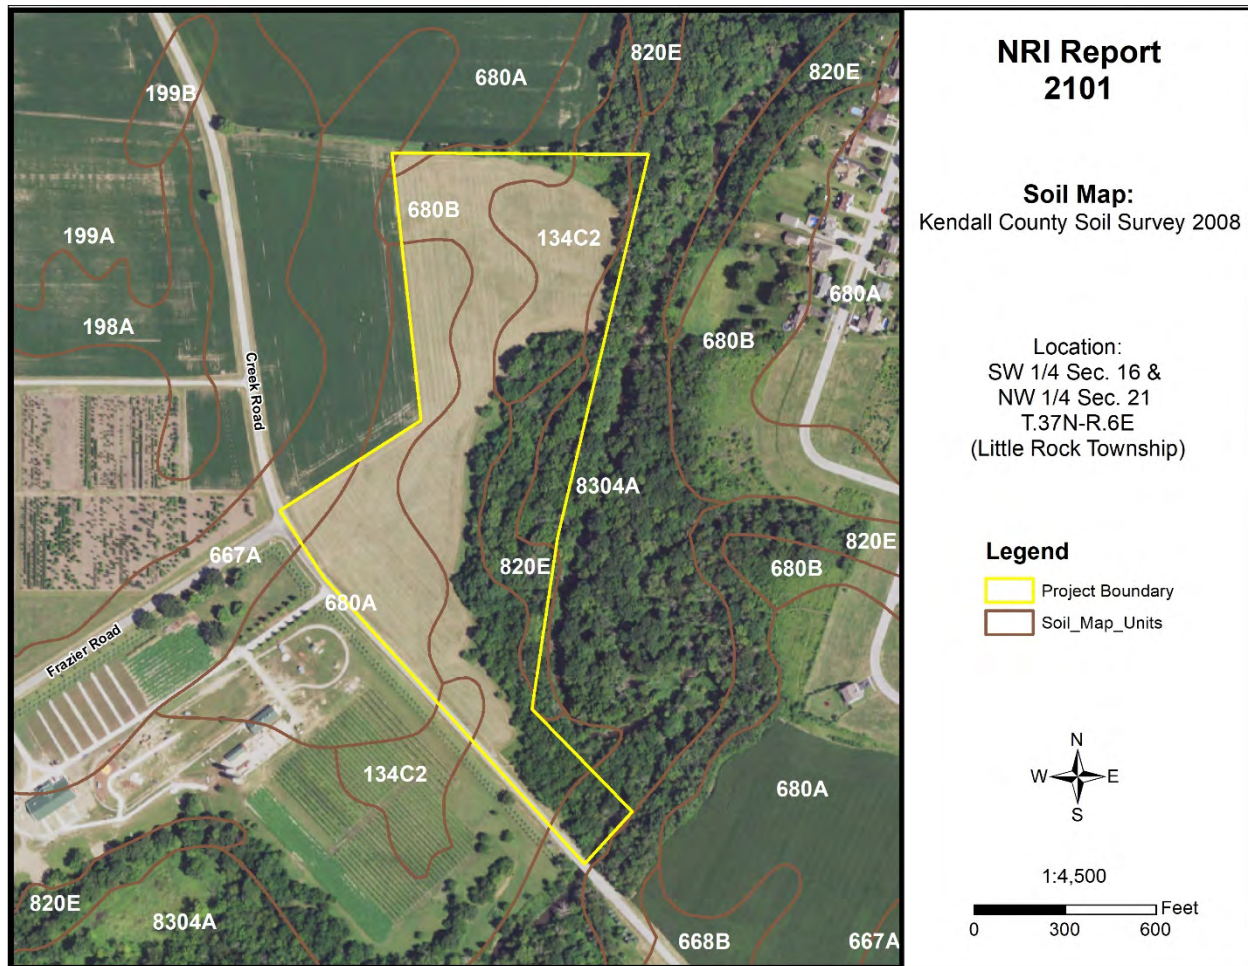 820E
820E
680A
199B
680B
134C2
199A
680A
198A
680B
Creek Road
8304A
820E
667A
820E
680B
680A
Frazier Road
134C2
680A
820E
8304A
668B
667A
NRI Report
2101
Soil Map:
Kendall County Soil Survey 2008
Location:
SW 1/4 Sec. 16 &
NW 1/4 Sec. 21
T.37N-R.6E
(Little Rock Township)
Legend
Project Boundary
Soil_Map_Units
N
W E
S
1:4,500
Feet
0 300 600